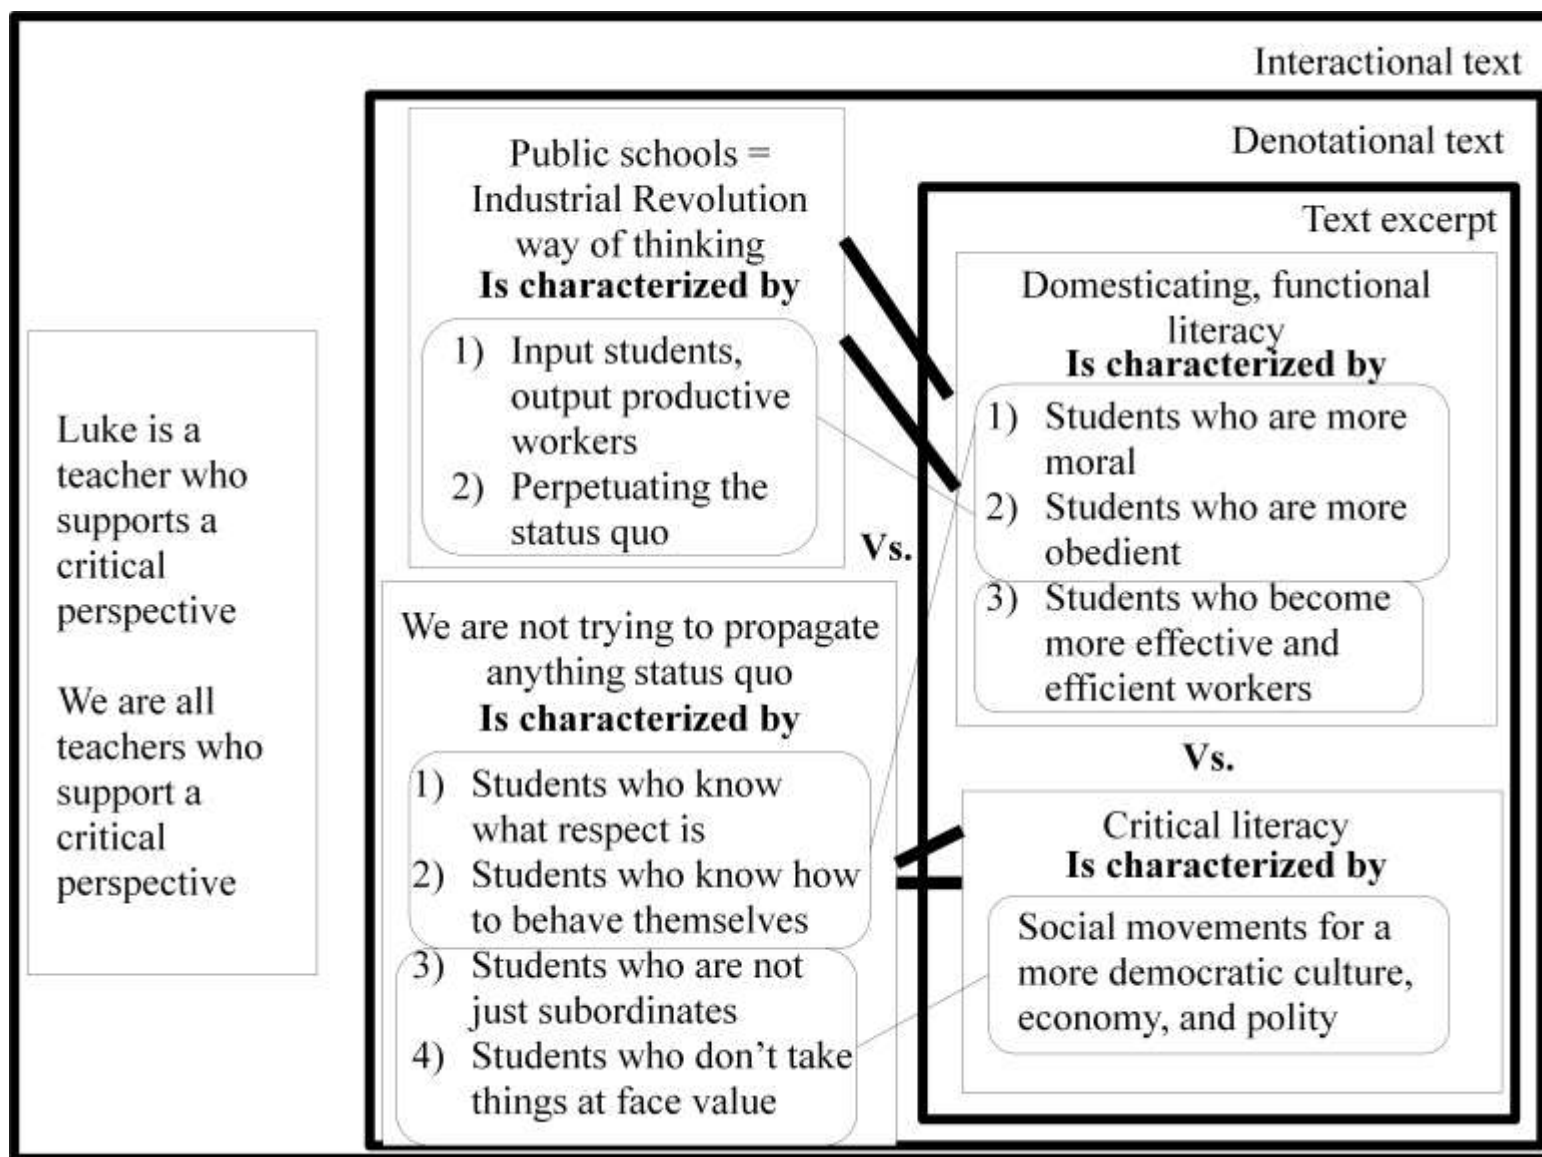 Interactional text
Denotational text
Text excerpt
Luke is a
teacher who
supports a
critical
perspective
We are all
teachers who
support a
critical
perspective
Public schools =
Industrial Revolution
way of thinking
Is characterized by
1) Input students,
output productive
workers
2) Perpetuating the
status quo
Vs.
We are not trying to propagate
anything status quo
Is characterized by
1) Students who know
what respect is
2) Students who know how
to behave themselves
3) Students who are not
just subordinates
4) Students who don’t take
things at face value
Domesticating, functional
literacy
Is characterized by
1) Students who are more
moral
2) Students who are more
obedient
3) Students who become
more effective and
efficient workers
Vs.
Critical literacy
Is characterized by
Social movements for a
more democratic culture,
economy, and polity